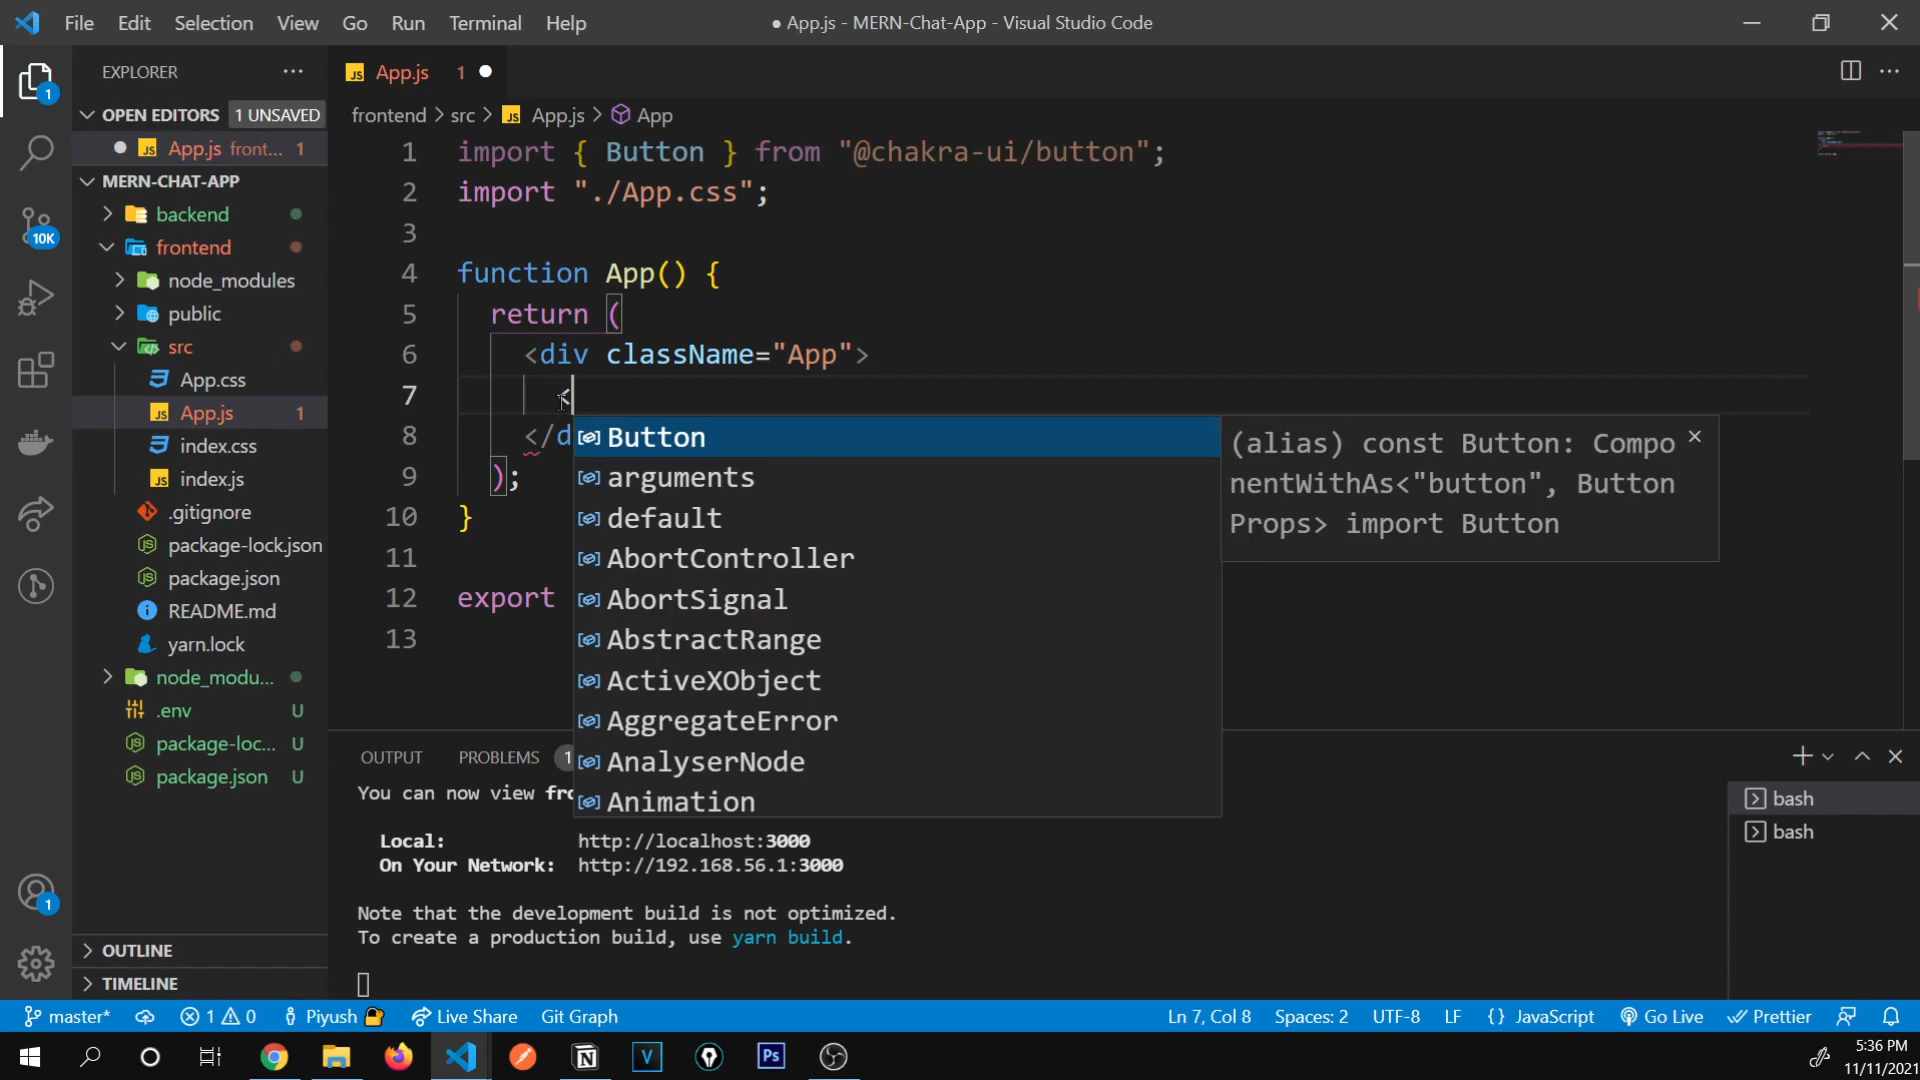 File Edit Selection View Go Run Terminal Help
● App.js - MERN-Chat-App - Visual Studio Code
EXPLORER
OPEN EDITORS 1 UNSAVED
App.js front... 1
MERN-CHAT-APP
backend
frontend
node_modules
public
src
App.css
App.js 1
index.css
index.js
.gitignore
package-lock.json
package.json
README.md
yarn.lock
node_modu...
.env U
package-loc... U
package.json U
OUTLINE
TIMELINE
1
10K
1
App.js 1
frontend > src > App.js > App
1 import { Button } from "@chakra-ui/button";
2 import "./App.css";
3
4 function App() {
5 return (
6 <div className="App">
7 <
8 </d
9 );
10 }
11
12 export
13
Button
arguments
default
AbortController
AbortSignal
AbstractRange
ActiveXObject
AggregateError
AnalyserNode
Animation
(alias) const Button: Compo
nentWithAs<"button", Button
Props> import Button
OUTPUT PROBLEMS 1
You can now view fro
Local: http://localhost:3000
On Your Network: http://192.168.56.1:3000
Note that the development build is not optimized.
To create a production build, use yarn build.
bash
bash
master* 1 0 Piyush Live Share Git Graph
Ln 7, Col 8 Spaces: 2 UTF-8 LF {} JavaScript Go Live Prettier
Ps
5:36 PM
11/11/2021